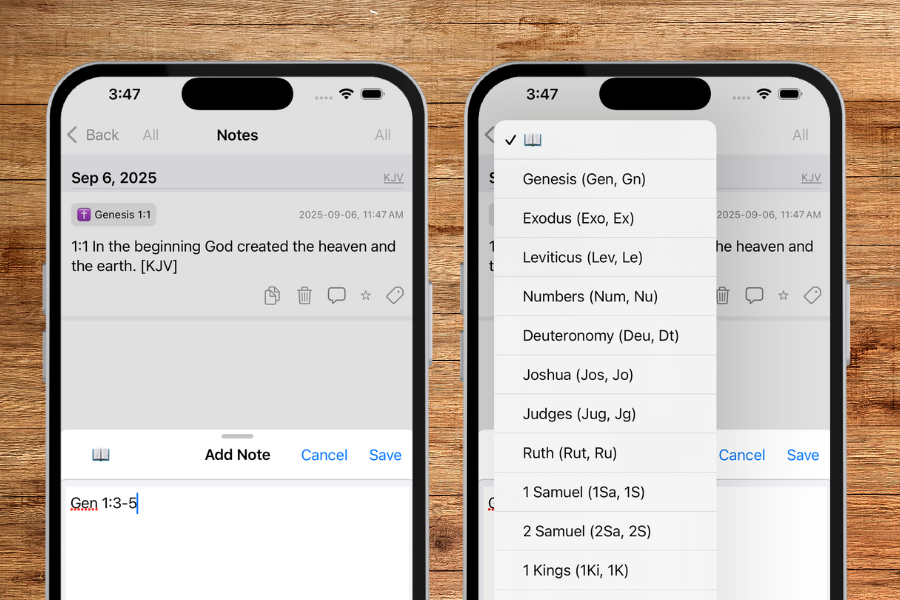 3:47
Back All Notes All
Sep 6, 2025 KJV
Genesis 1:1 2025-09-06, 11:47 AM
1:1 In the beginning God created the heaven and
the earth. [KJV]
Add Note Cancel Save
Gen 1:3-5
3:47
All
S KJV
2025-09-06, 11:47 AM
1 he heaven and
t
Genesis (Gen, Gn)
Exodus (Exo, Ex)
Leviticus (Lev, Le)
Numbers (Num, Nu)
Deuteronomy (Deu, Dt)
Joshua (Jos, Jo)
Judges (Jug, Jg)
Ruth (Rut, Ru)
1 Samuel (1Sa, 1S)
2 Samuel (2Sa, 2S)
1 Kings (1Ki, 1K)
Cancel Save